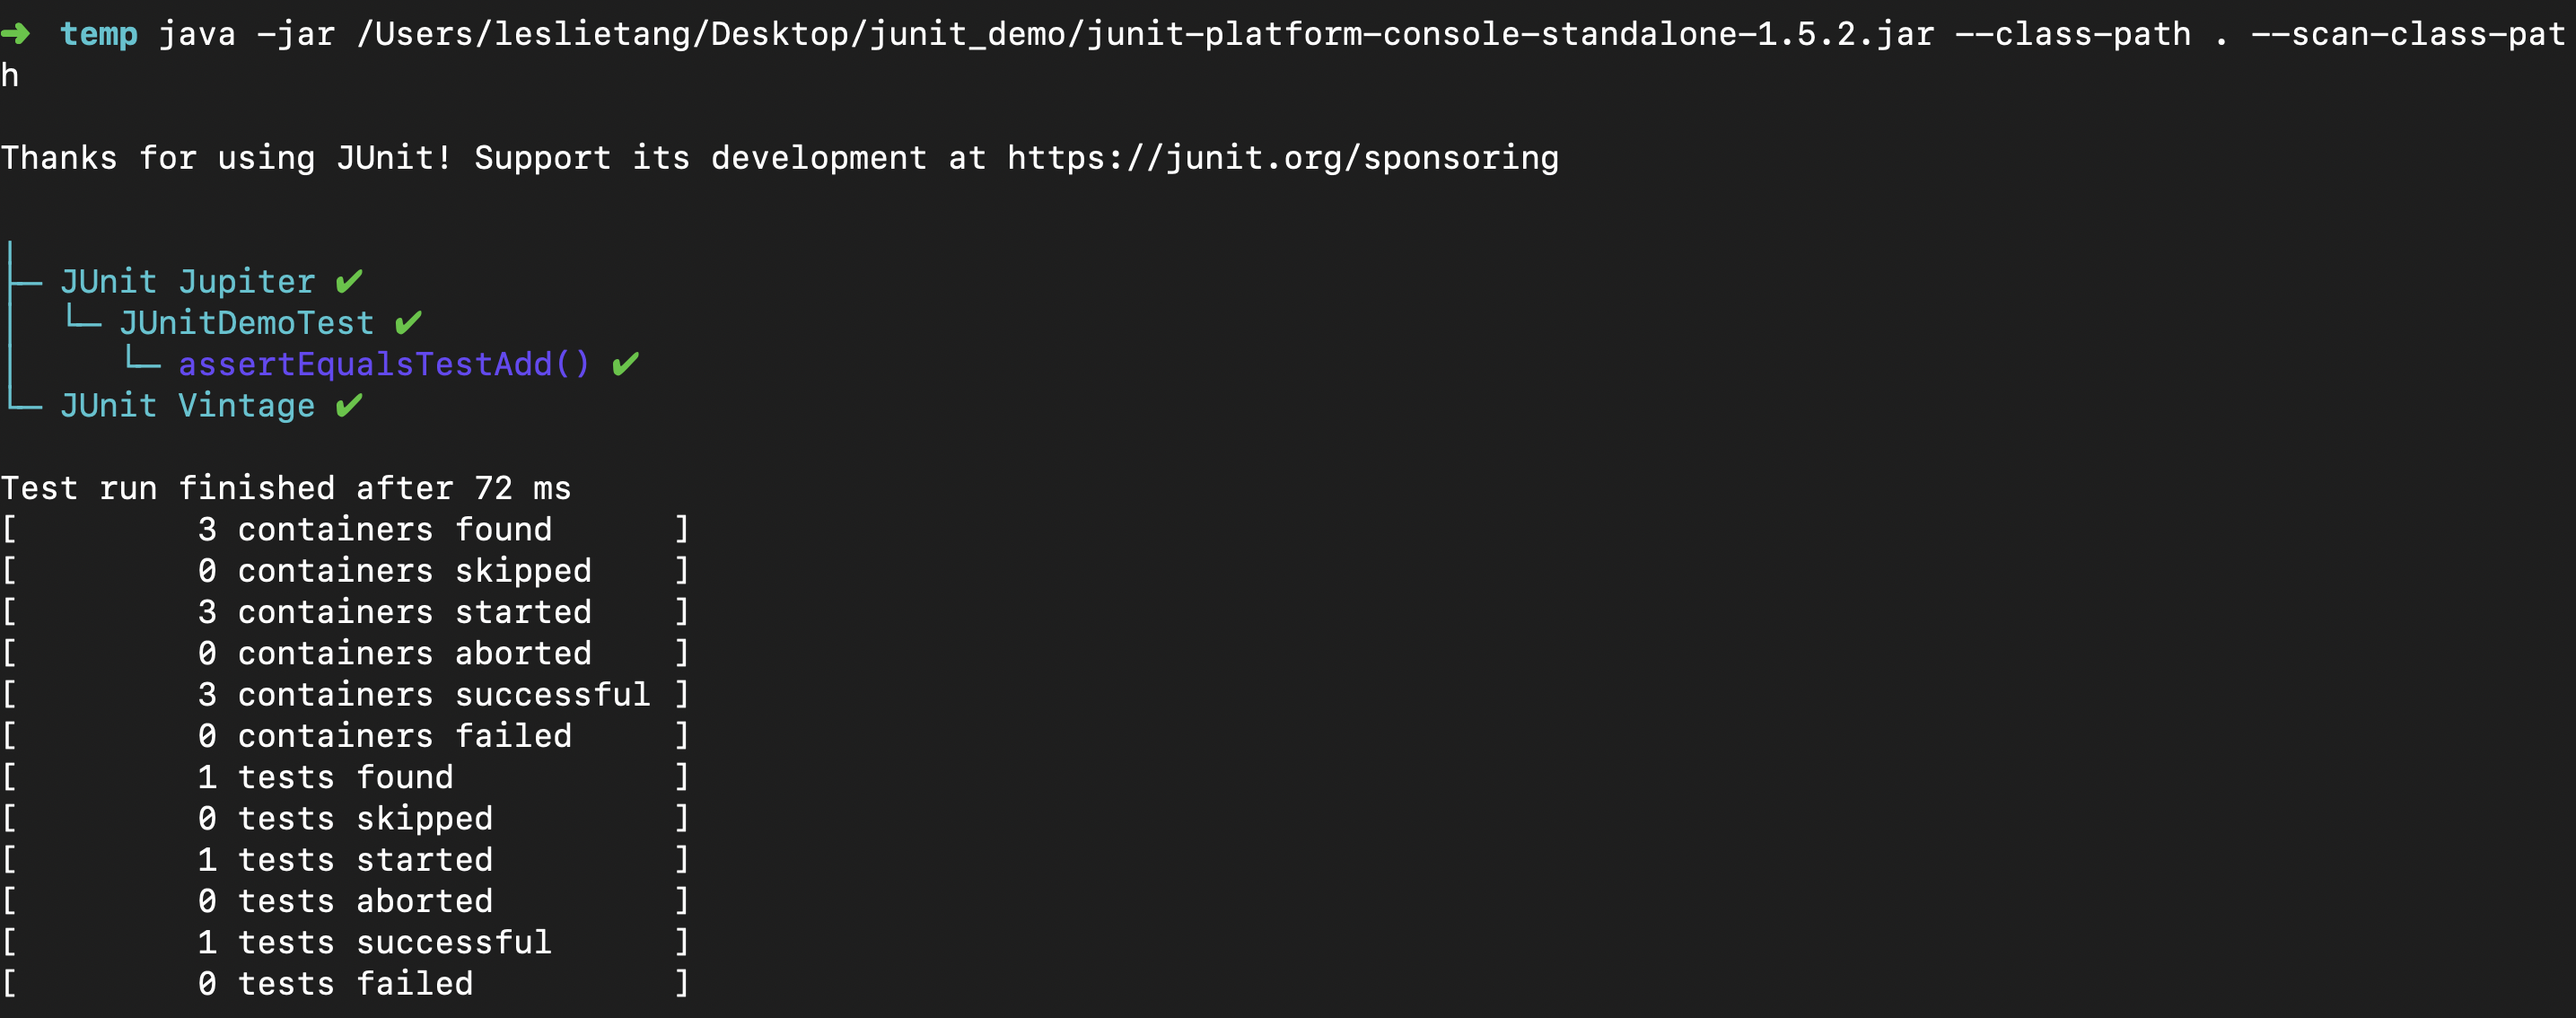 ➜  temp java -jar /Users/leslietang/Desktop/junit_demo/junit-platform-console-standalone-1.5.2.jar --class-path . --scan-class-pat
h
Thanks for using JUnit! Support its development at https://junit.org/sponsoring
╷
├─ JUnit Jupiter ✔
│  └─ JUnitDemoTest ✔
│     └─ assertEqualsTestAdd() ✔
└─ JUnit Vintage ✔
Test run finished after 72 ms
[         3 containers found      ]
[         0 containers skipped    ]
[         3 containers started    ]
[         0 containers aborted    ]
[         3 containers successful ]
[         0 containers failed     ]
[         1 tests found           ]
[         0 tests skipped         ]
[         1 tests started         ]
[         0 tests aborted         ]
[         1 tests successful      ]
[         0 tests failed          ]